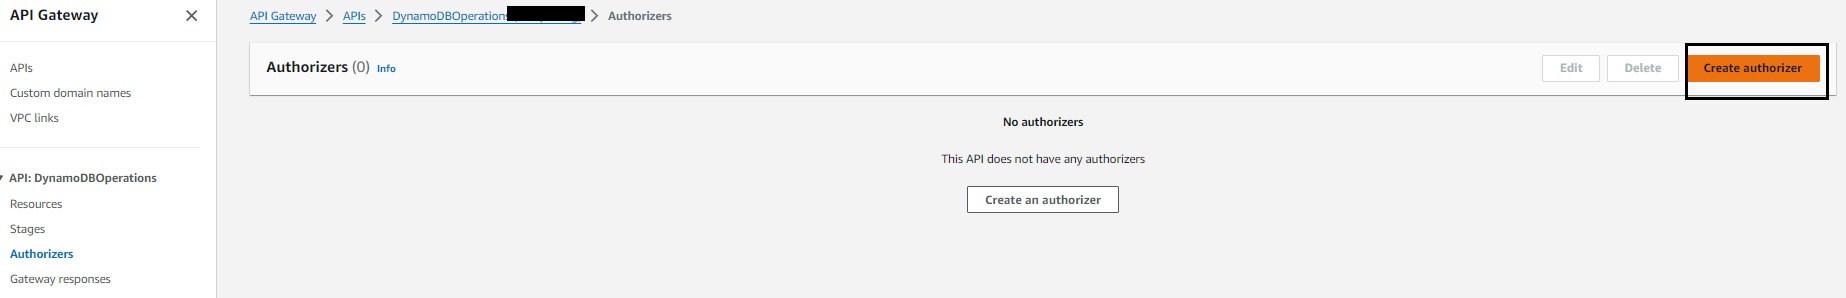 API Gateway
APIs
Custom domain names
VPC links
API: DynamoDBOperations
Resources
Stages
Authorizers
Gateway responses
API Gateway > APIs > DynamoDBOperations > Authorizers
Authorizers (0) Info
Edit Delete Create authorizer
No authorizers
This API does not have any authorizers
Create an authorizer